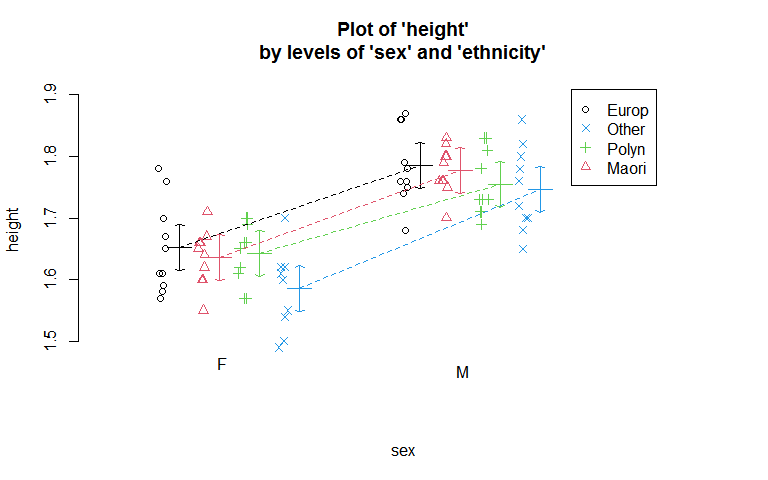 Plot of 'height'
by levels of 'sex' and 'ethnicity'
1.9
1.8
1.7
1.6
1.5
height
Europ
Other
Polyn
Maori
F
M
sex